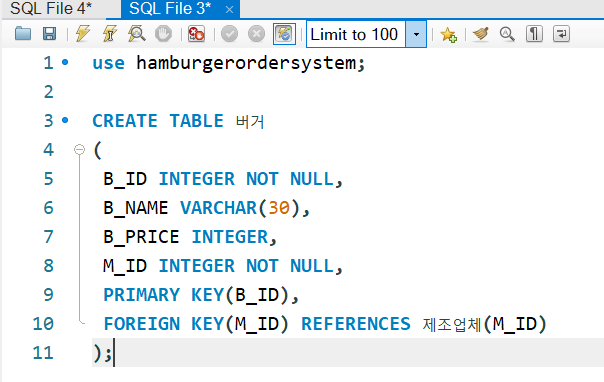 SQL File 4* SQL File 3* ×
Limit to 100
1 use hamburgerordersystem;
2
3 CREATE TABLE 버거
4 (
5 B_ID INTEGER NOT NULL,
6 B_NAME VARCHAR(30),
7 B_PRICE INTEGER,
8 M_ID INTEGER NOT NULL,
9 PRIMARY KEY(B_ID),
10 FOREIGN KEY(M_ID) REFERENCES 제조업체(M_ID)
11 );